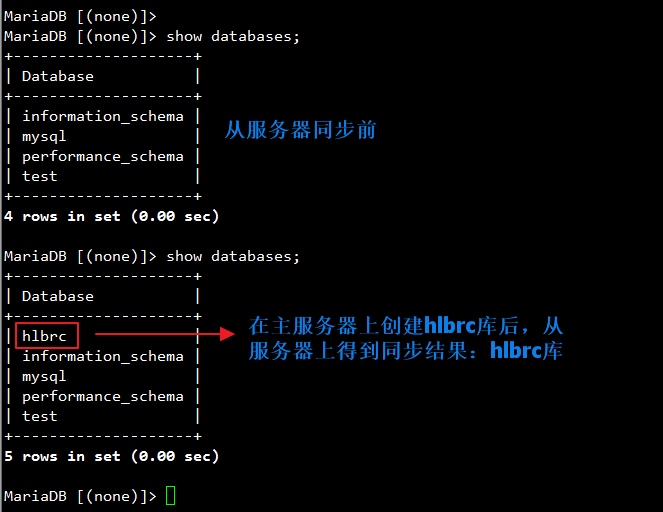 MariaDB [(none)]>
MariaDB [(none)]> show databases;
+--------------------+
| Database           |
+--------------------+
| information_schema |
| mysql              |
| performance_schema |
| test               |
+--------------------+
4 rows in set (0.00 sec)
从服务器同步前
MariaDB [(none)]> show databases;
+--------------------+
| Database           |
+--------------------+
| hlbrc              |
| information_schema |
| mysql              |
| performance_schema |
| test               |
+--------------------+
5 rows in set (0.00 sec)
在主服务器上创建hlbrc库后，从
服务器上得到同步结果：hlbrc库
MariaDB [(none)]>